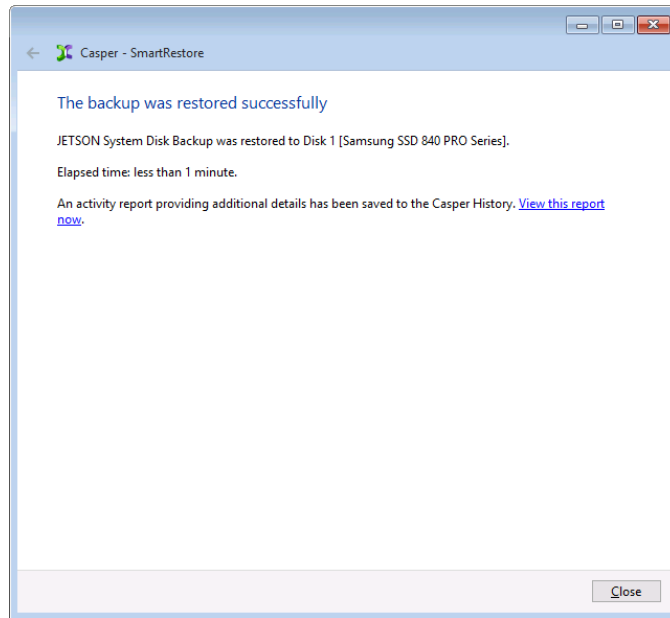 Casper - SmartRestore
The backup was restored successfully
JETSON System Disk Backup was restored to Disk 1 [Samsung SSD 840 PRO Series].
Elapsed time: less than 1 minute.
An activity report providing additional details has been saved to the Casper History. View this report
now.
Close